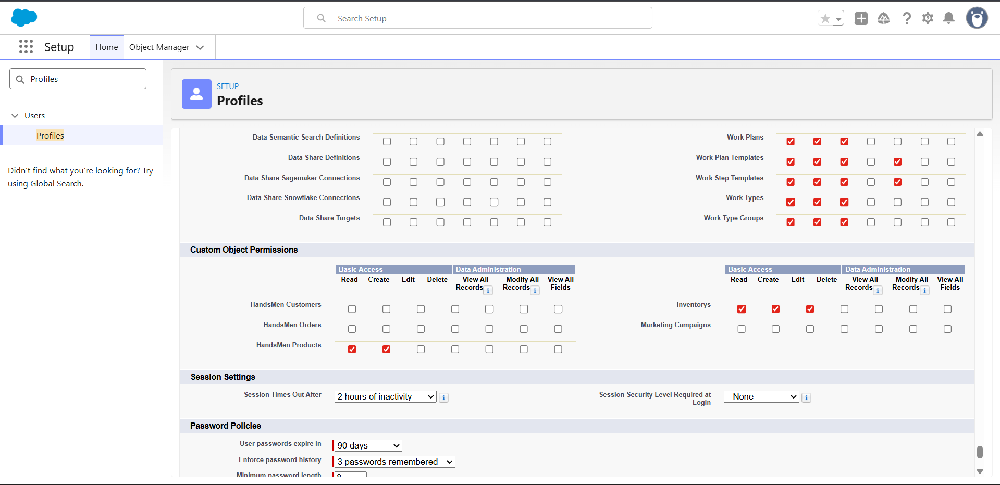 Search Setup
Setup
Home
Object Manager
Profiles
Users
Profiles
Didn't find what you're looking for? Try
using Global Search.
SETUP
Profiles
Data Semantic Search Definitions
Work Plans
Data Share Definitions
Work Plan Templates
Data Share Sagemaker Connections
Work Step Templates
Data Share Snowflake Connections
Work Types
Data Share Targets
Work Type Groups
Custom Object Permissions
Basic Access Data Administration
Read Create Edit Delete View All Records Modify All Records View All Fields
Basic Access Data Administration
Read Create Edit Delete View All Records Modify All Records View All Fields
HandsMen Customers
Inventorys
HandsMen Orders
Marketing Campaigns
HandsMen Products
Session Settings
Session Times Out After 2 hours of inactivity
Session Security Level Required at
Login
--None--
Password Policies
User passwords expire in 90 days
Enforce password history 3 passwords remembered
Minimum password length